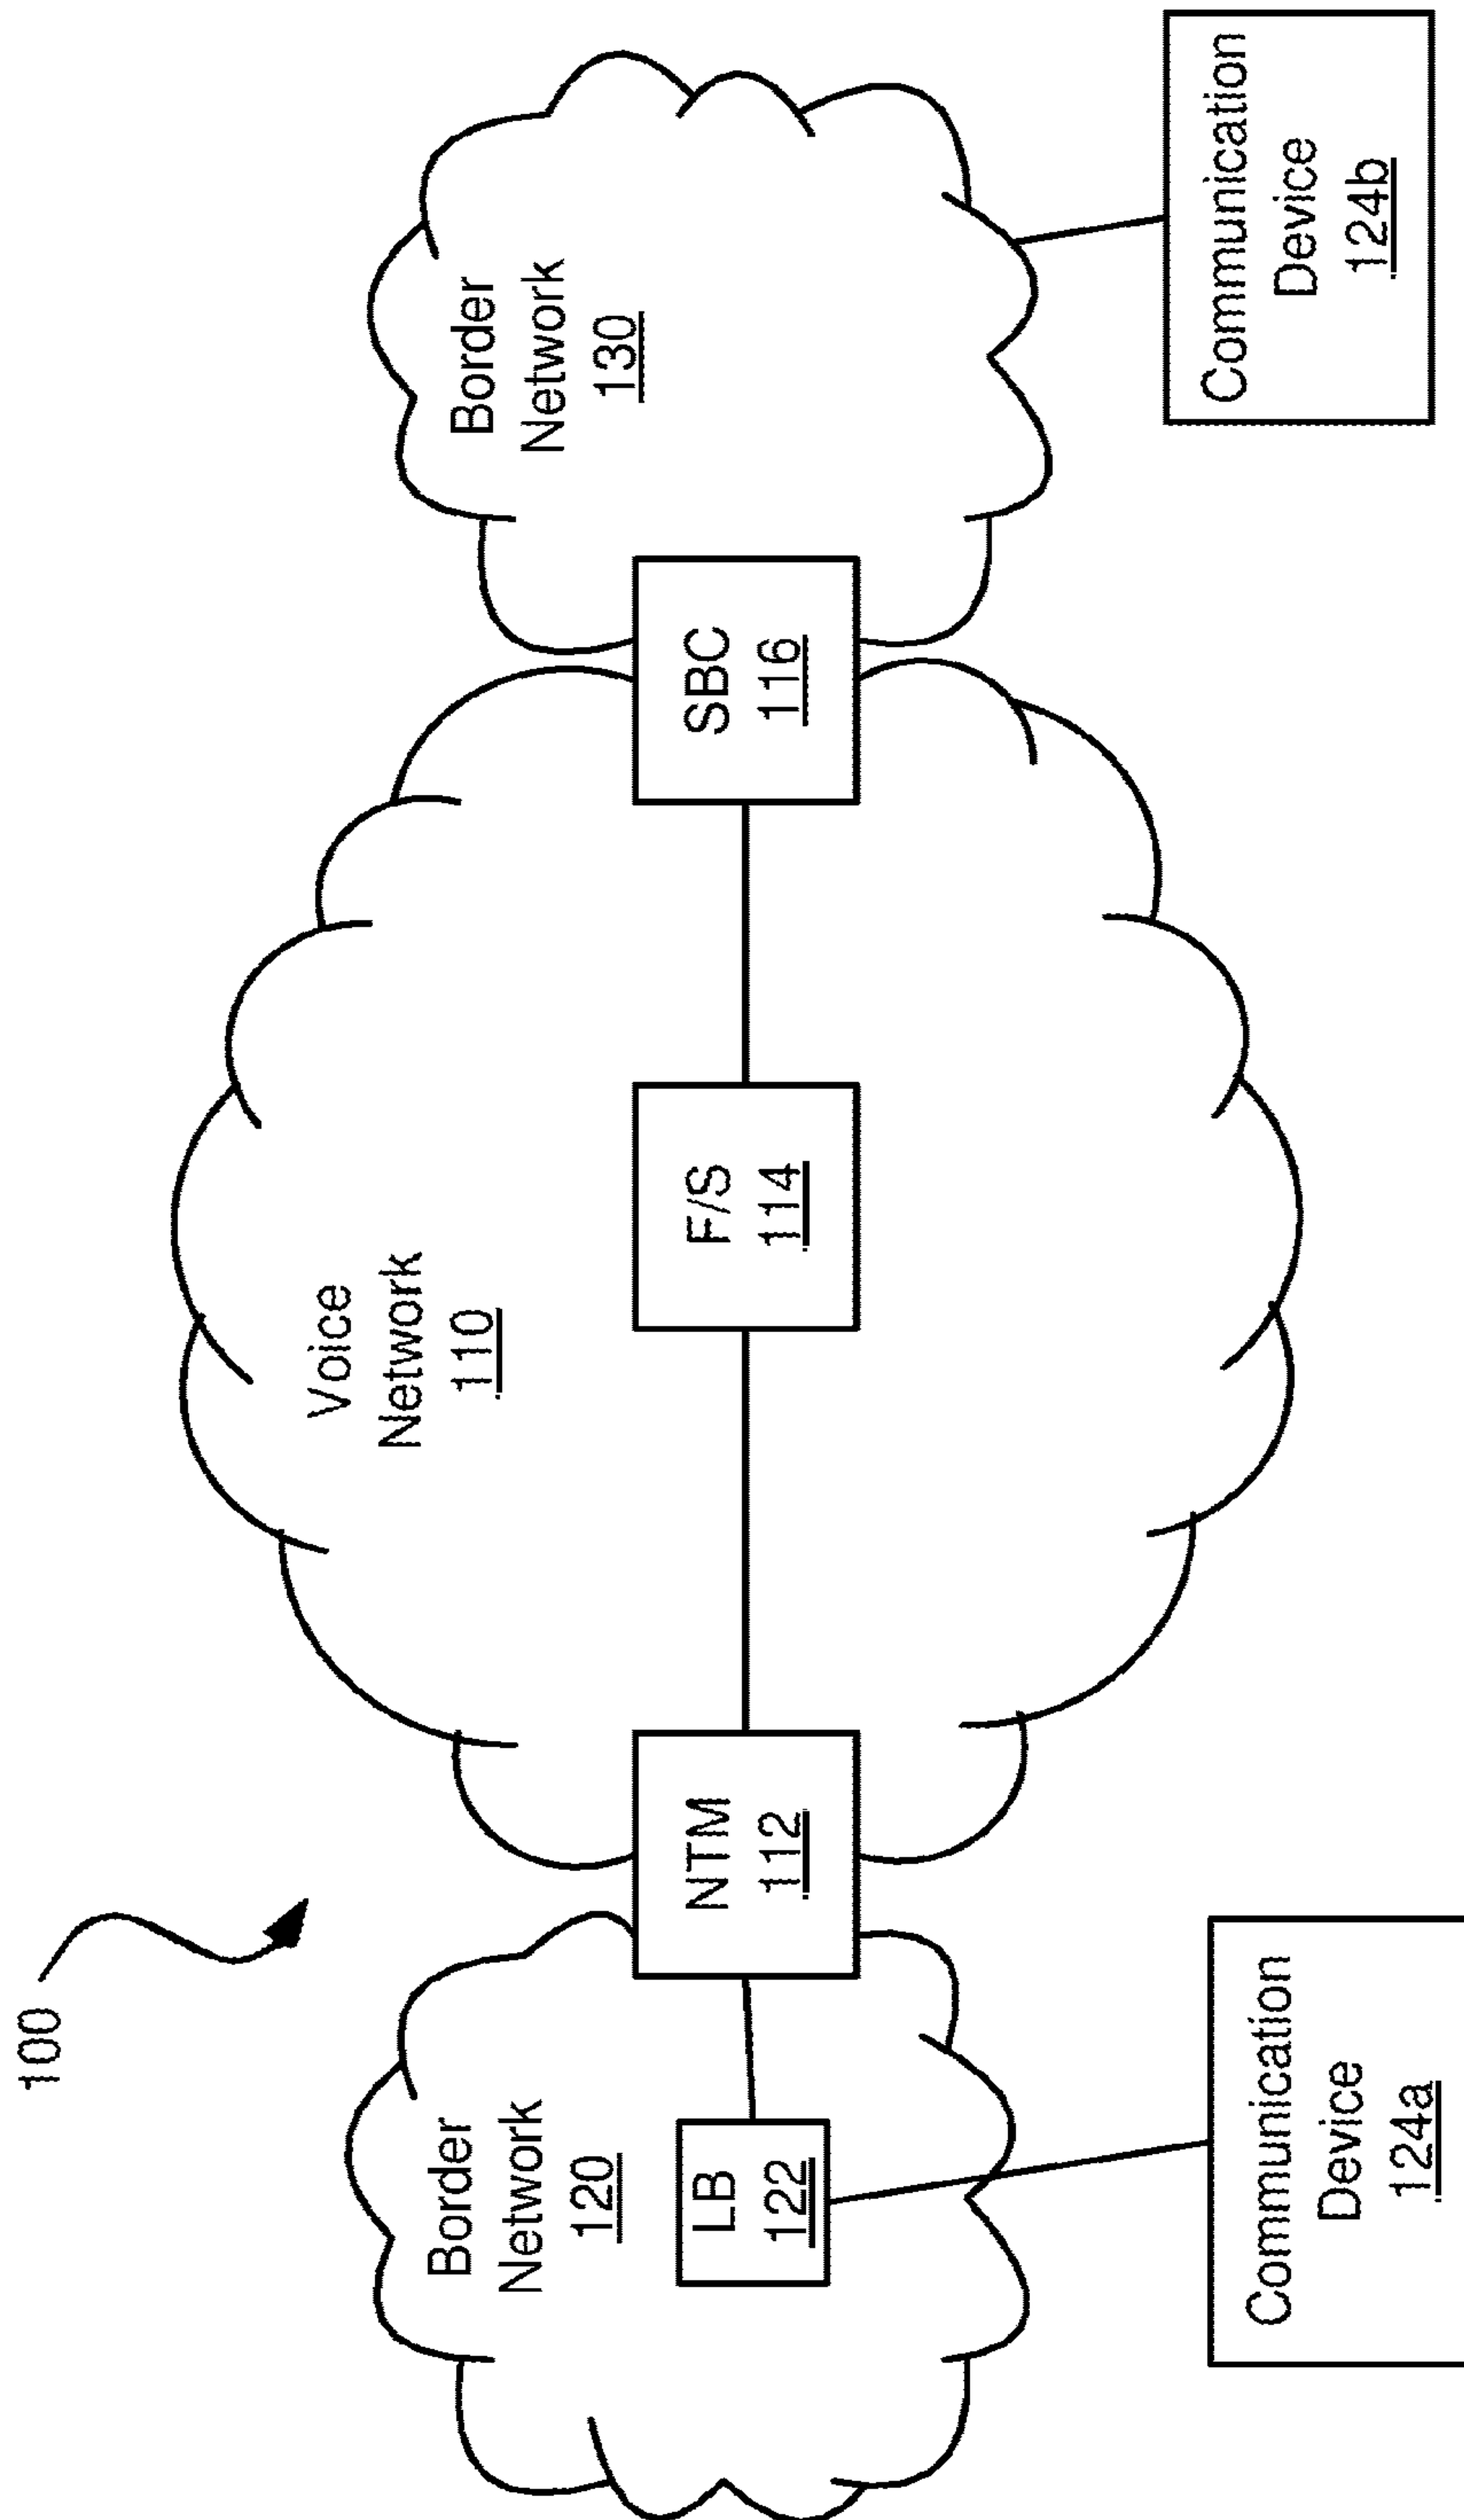 100
Voice
Network
110
Border
Network
120
LB
122
NTM
112
F/S
114
SBC
116
Border
Network
130
Communication
Device
124a
Communication
Device
124b